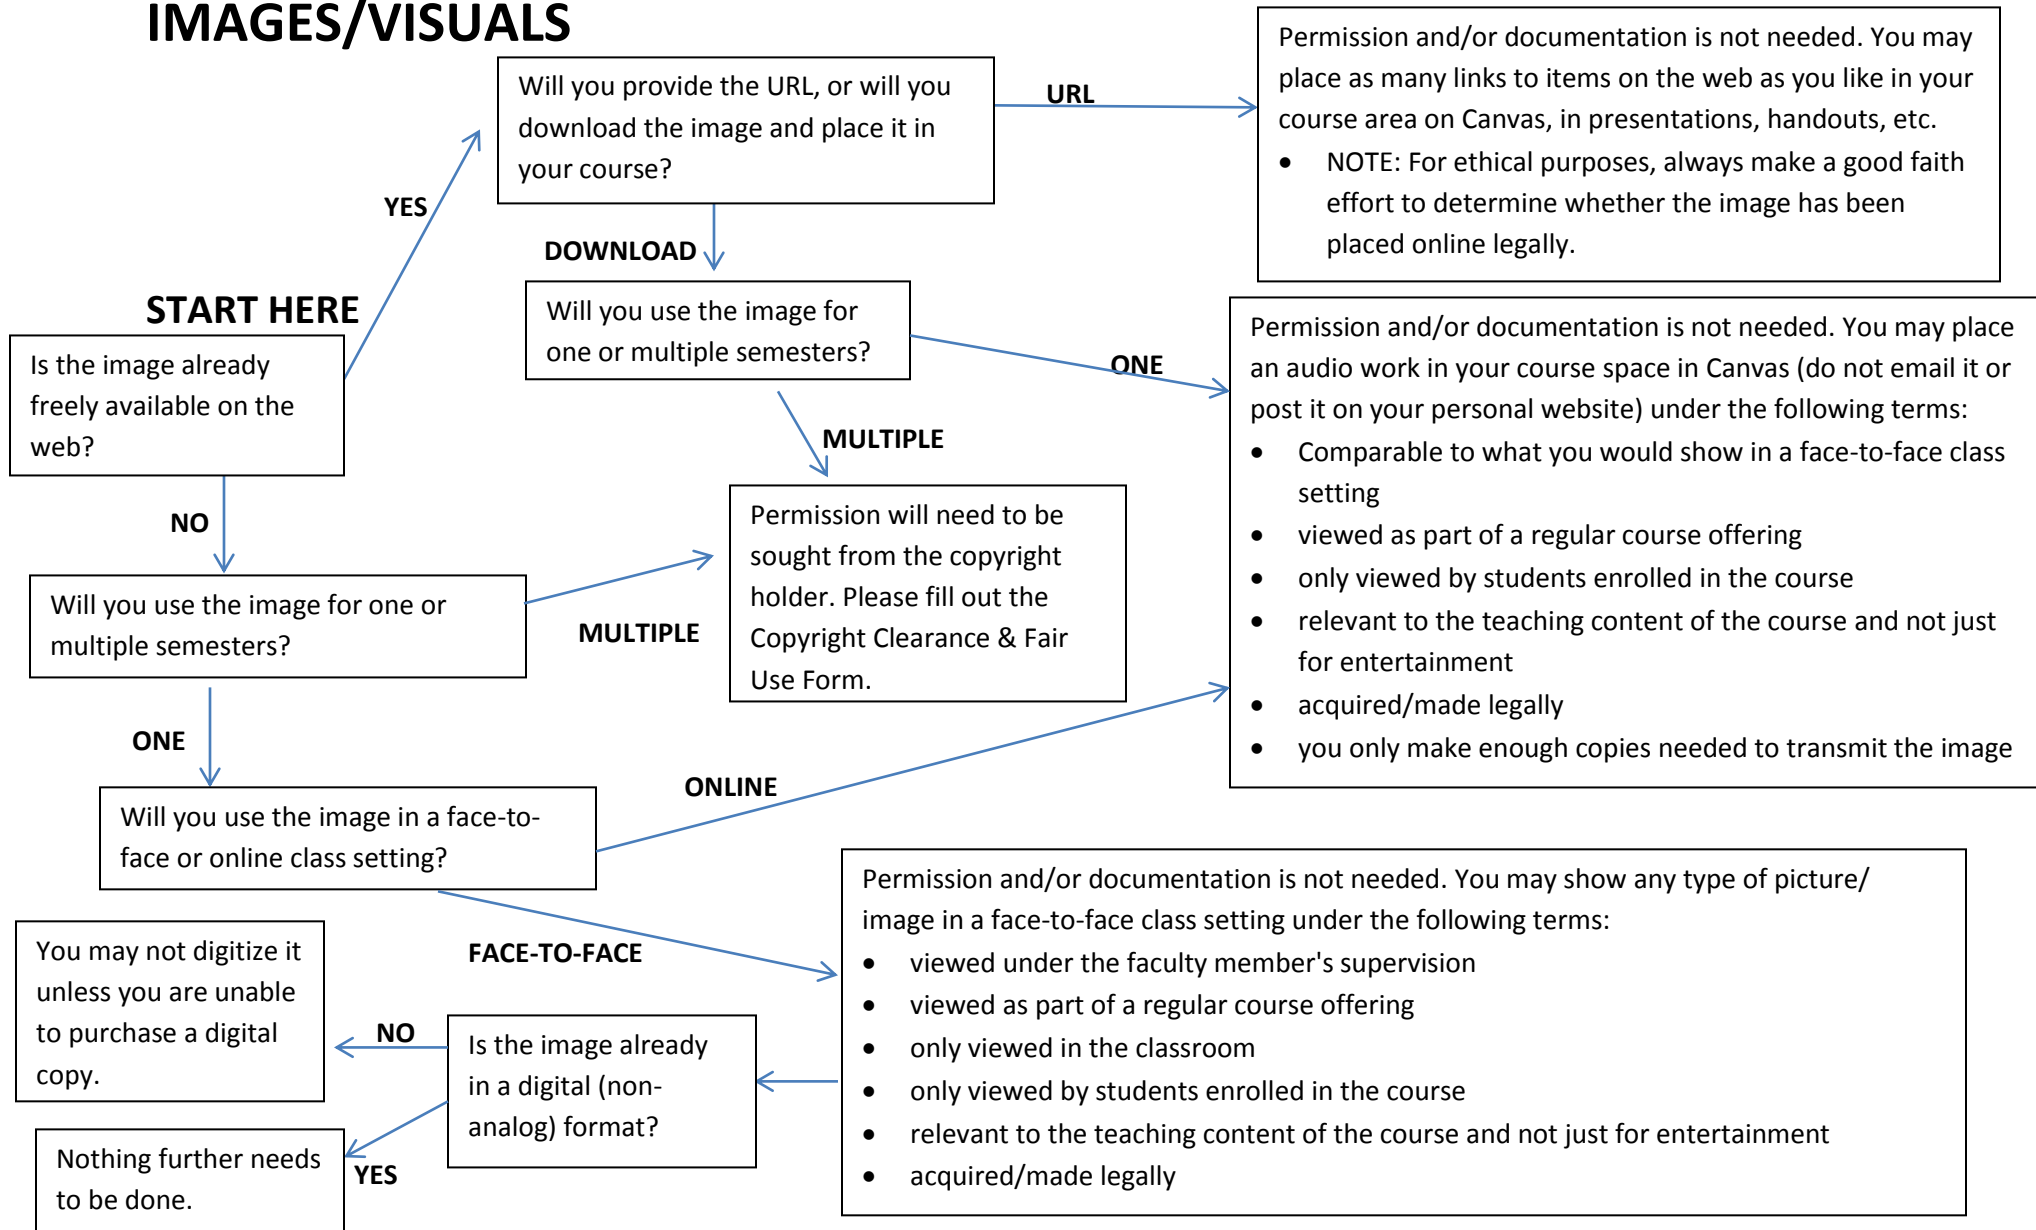 IMAGES/VISUALS
START HERE
Is the image already
freely available on the
web?
YES
Will you provide the URL, or will you
download the image and place it in
your course?
URL
Permission and/or documentation is not needed. You may
place as many links to items on the web as you like in your
course area on Canvas, in presentations, handouts, etc.
• NOTE: For ethical purposes, always make a good faith
effort to determine whether the image has been
placed online legally.
DOWNLOAD
Will you use the image for
one or multiple semesters?
ONE
Permission and/or documentation is not needed. You may place
an audio work in your course space in Canvas (do not email it or
post it on your personal website) under the following terms:
• Comparable to what you would show in a face-to-face class
setting
• viewed as part of a regular course offering
• only viewed by students enrolled in the course
• relevant to the teaching content of the course and not just
for entertainment
• acquired/made legally
• you only make enough copies needed to transmit the image
MULTIPLE
Permission will need to be
sought from the copyright
holder. Please fill out the
Copyright Clearance & Fair
Use Form.
NO
Will you use the image for one or
multiple semesters?
MULTIPLE
ONE
Will you use the image in a face-to-
face or online class setting?
ONLINE
FACE-TO-FACE
Permission and/or documentation is not needed. You may show any type of picture/
image in a face-to-face class setting under the following terms:
• viewed under the faculty member's supervision
• viewed as part of a regular course offering
• only viewed in the classroom
• only viewed by students enrolled in the course
• relevant to the teaching content of the course and not just for entertainment
• acquired/made legally
Is the image already
in a digital (non-
analog) format?
NO
You may not digitize it
unless you are unable
to purchase a digital
copy.
YES
Nothing further needs
to be done.